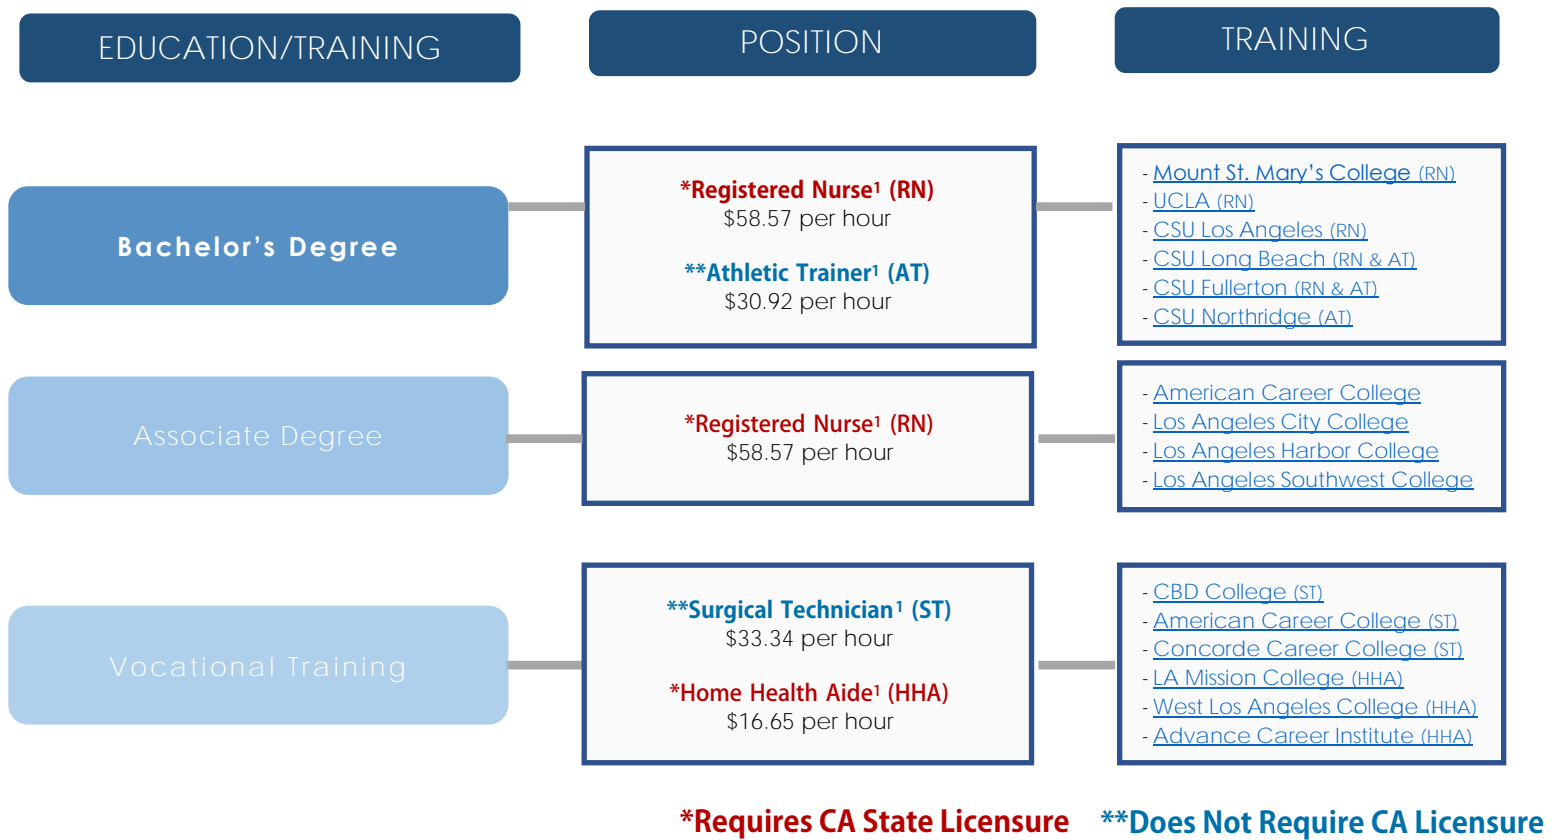 EDUCATION/TRAINING
POSITION
TRAINING
Bachelor's Degree
*Registered Nurse¹ (RN)
$58.57 per hour
**Athletic Trainer¹ (AT)
$30.92 per hour
- Mount St. Mary's College (RN)
- UCLA (RN)
- CSU Los Angeles (RN)
- CSU Long Beach (RN & AT)
- CSU Fullerton (RN & AT)
- CSU Northridge (AT)
Associate Degree
*Registered Nurse¹ (RN)
$58.57 per hour
- American Career College
- Los Angeles City College
- Los Angeles Harbor College
- Los Angeles Southwest College
Vocational Training
**Surgical Technician¹ (ST)
$33.34 per hour
*Home Health Aide¹ (HHA)
$16.65 per hour
- CBD College (ST)
- American Career College (ST)
- Concorde Career College (ST)
- LA Mission College (HHA)
- West Los Angeles College (HHA)
- Advance Career Institute (HHA)
*Requires CA State Licensure
**Does Not Require CA Licensure